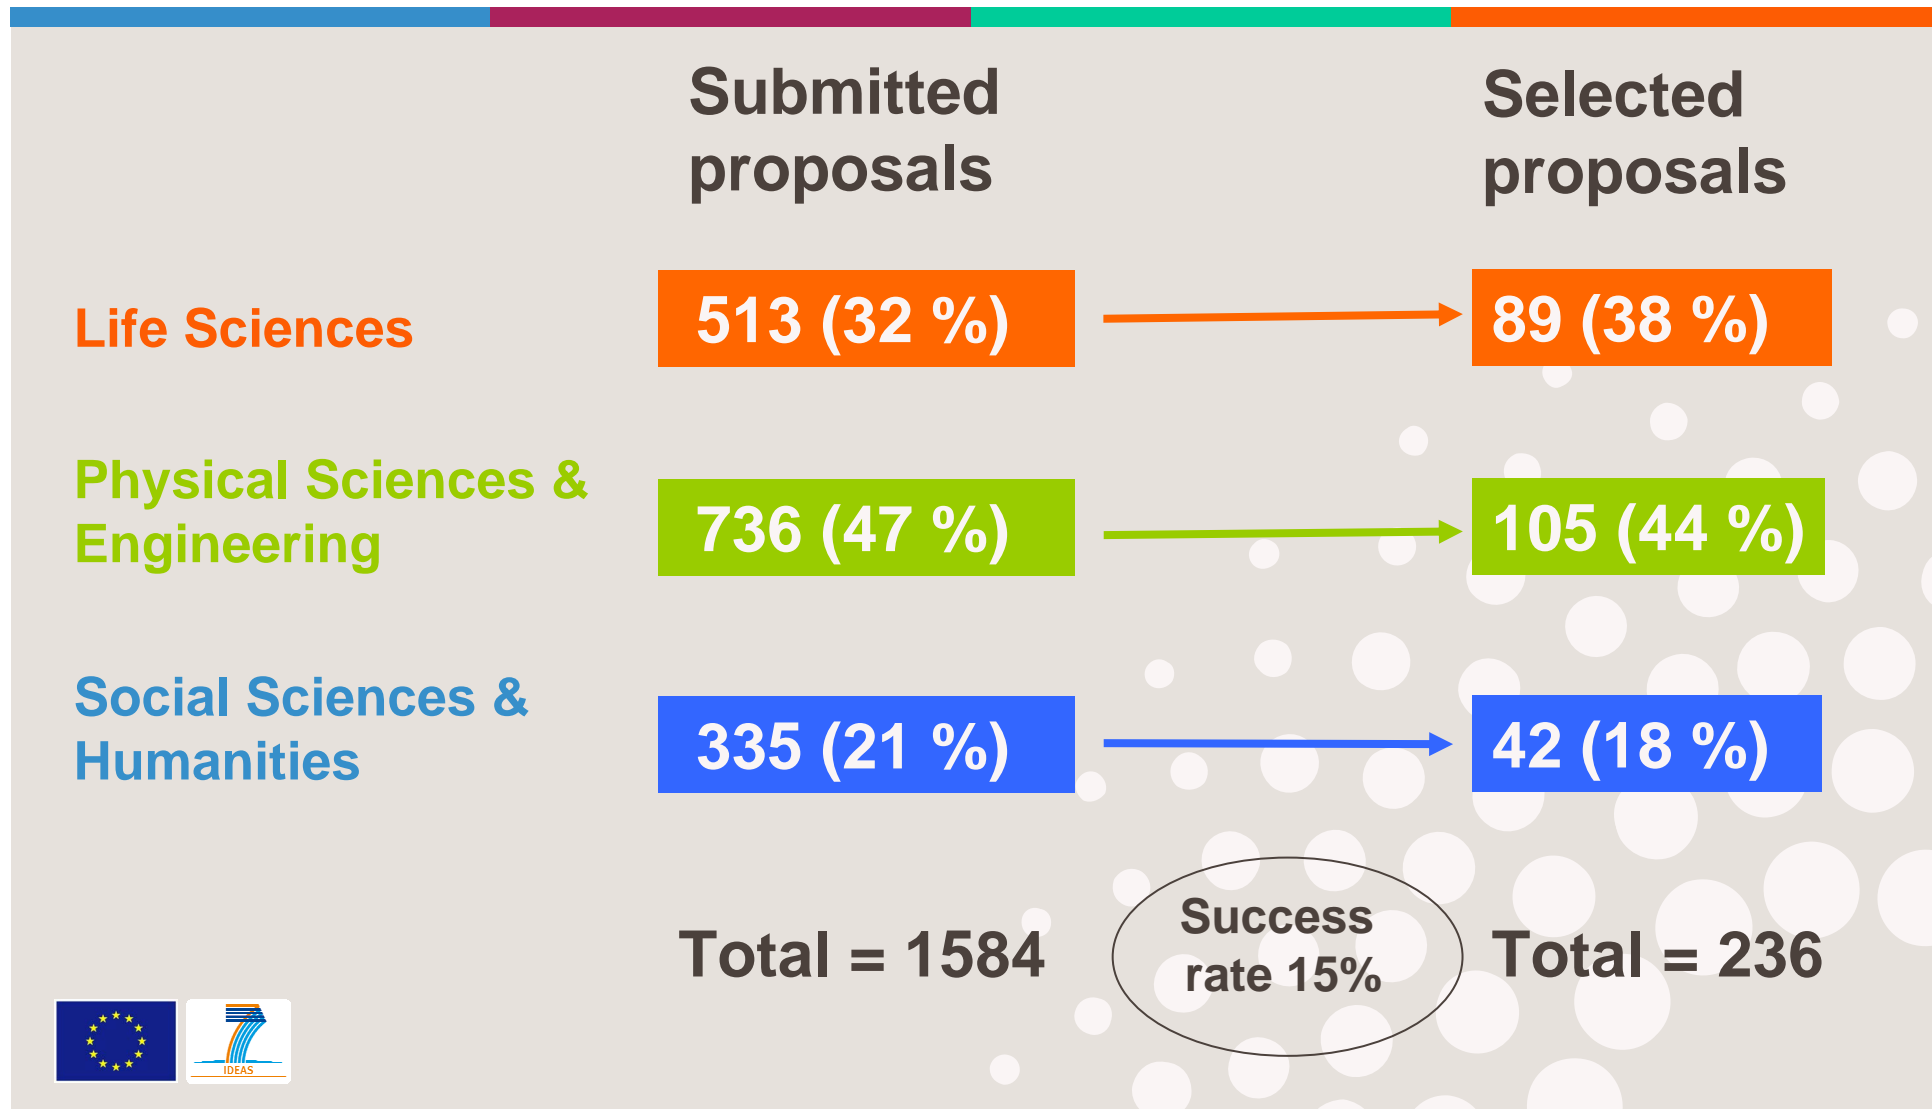 Submitted
proposals
Selected
proposals
Life Sciences
513 (32 %)
89 (38 %)
Physical Sciences &
Engineering
736 (47 %)
105 (44 %)
Social Sciences &
Humanities
335 (21 %)
42 (18 %)
Total = 1584
Success
rate 15%
Total = 236
IDEAS